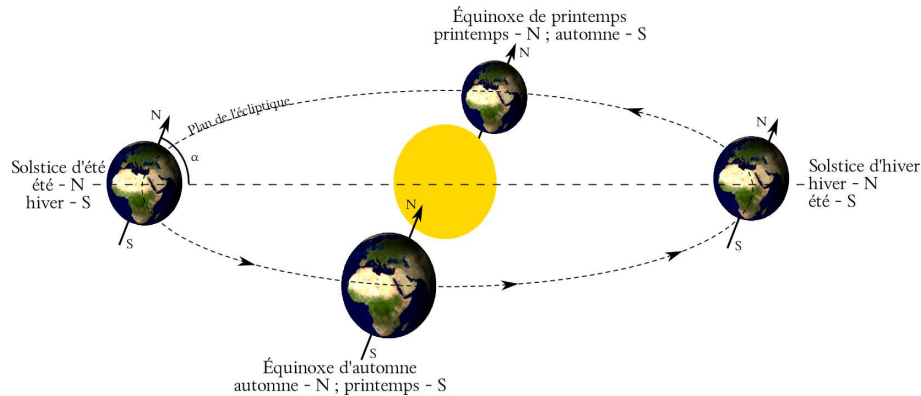 Équinoxe de printemps
printemps - N ; automne - S
N
Plan de l'écliptique
N
α
N
Solstice d'été
été - N
hiver - S
Solstice d'hiver
hiver - N
été - S
N
S
S
S
Équinoxe d'automne
automne - N ; printemps - S